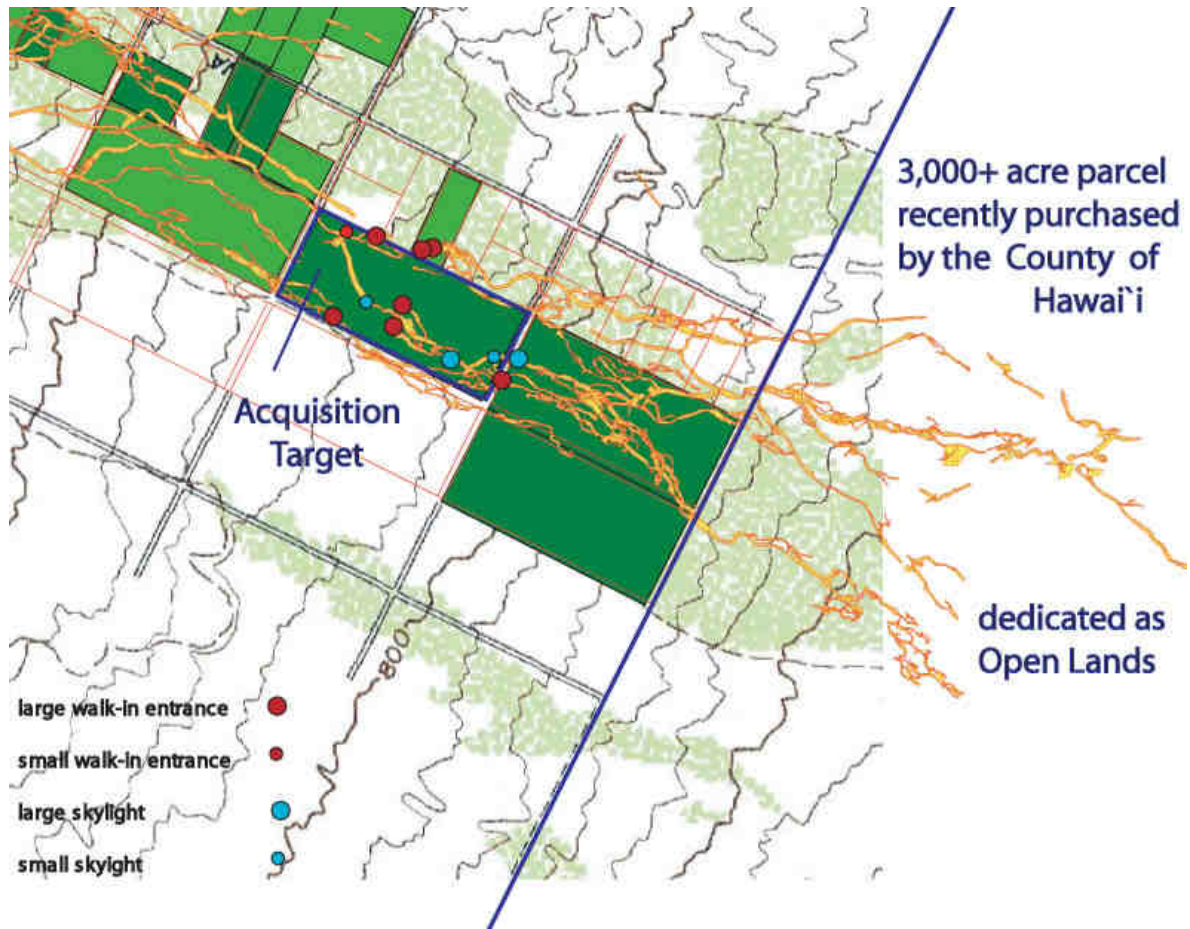 3,000+ acre parcel
recently purchased
by the County of
Hawai`i
Acquisition
Target
dedicated as
Open Lands
800
large walk-in entrance
small walk-in entrance
large skylight
small skyight